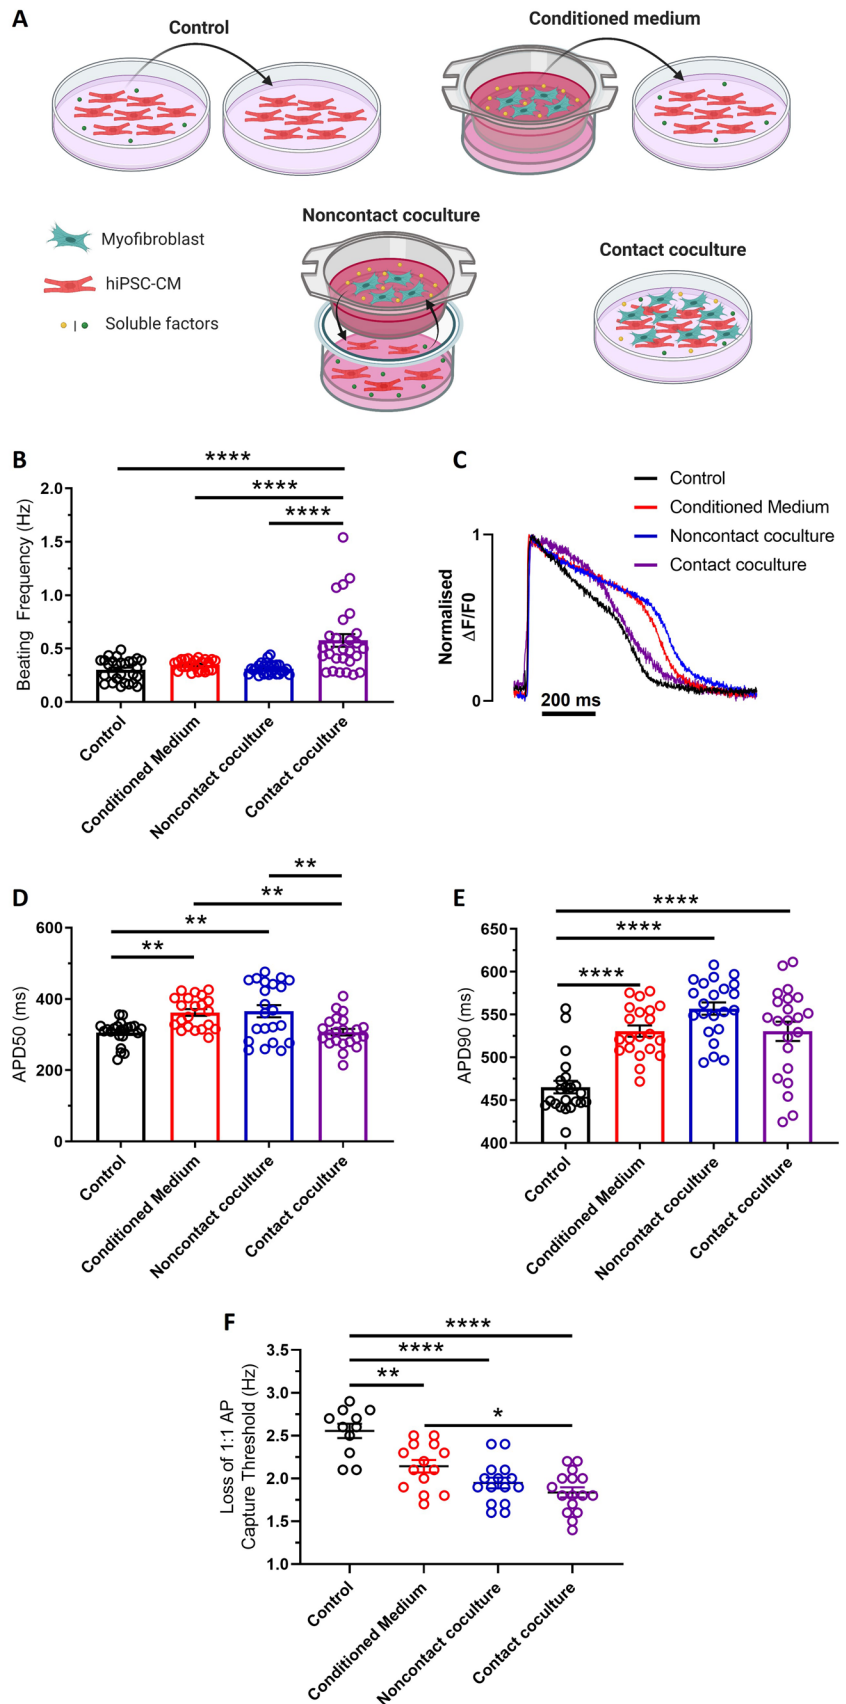 A
Control
Conditioned medium
Noncontact coculture
Contact coculture
Myofibroblast
hiPSC-CM
Soluble factors
B
****
****
****
2.0
1.5
1.0
0.5
0.0
Beating Frequency (Hz)
Control
Conditioned Medium
Noncontact coculture
Contact coculture
C
Control
Conditioned Medium
Noncontact coculture
Contact coculture
1
0
Normalised
ΔF/F0
200 ms
D
**
**
**
**
600
400
200
0
APD50 (ms)
Control
Conditioned Medium
Noncontact coculture
Contact coculture
E
****
****
****
650
600
550
500
450
400
APD90 (ms)
Control
Conditioned Medium
Noncontact coculture
Contact coculture
F
****
****
**
*
3.5
3.0
2.5
2.0
1.5
1.0
Loss of 1:1 AP
Capture Threshold (Hz)
Control
Conditioned Medium
Noncontact coculture
Contact coculture